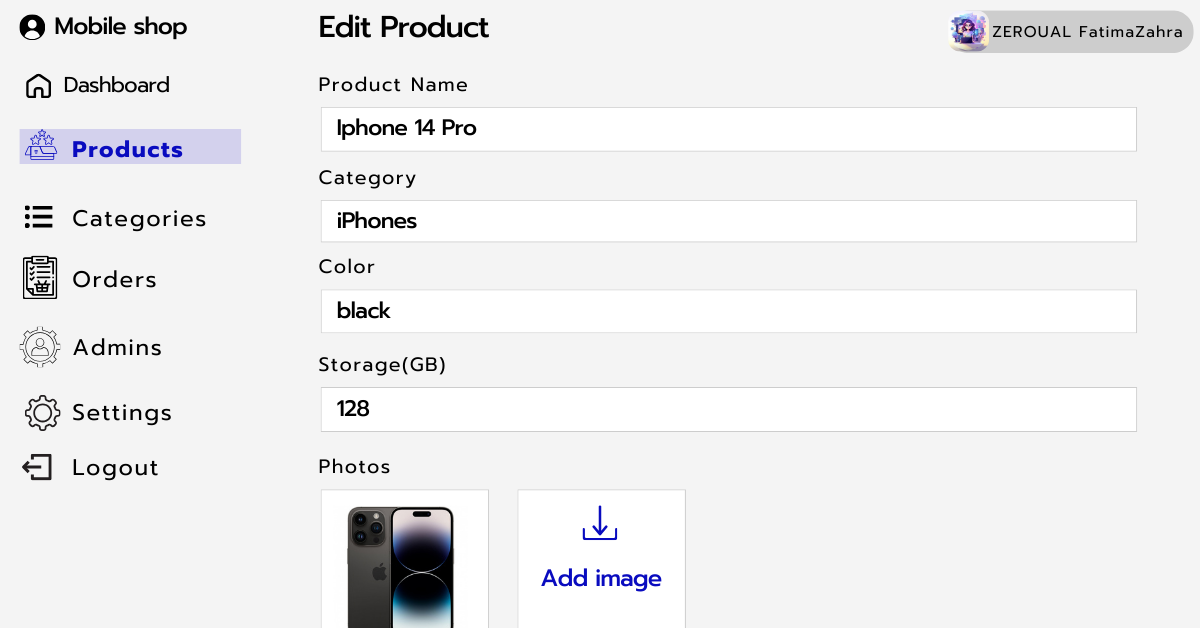 Mobile shop
Dashboard
Products
Categories
Orders
Admins
Settings
Logout
Edit Product
ZEROUAL FatimaZahra
Product Name
Iphone 14 Pro
Category
iPhones
Color
black
Storage(GB)
128
Photos
Add image